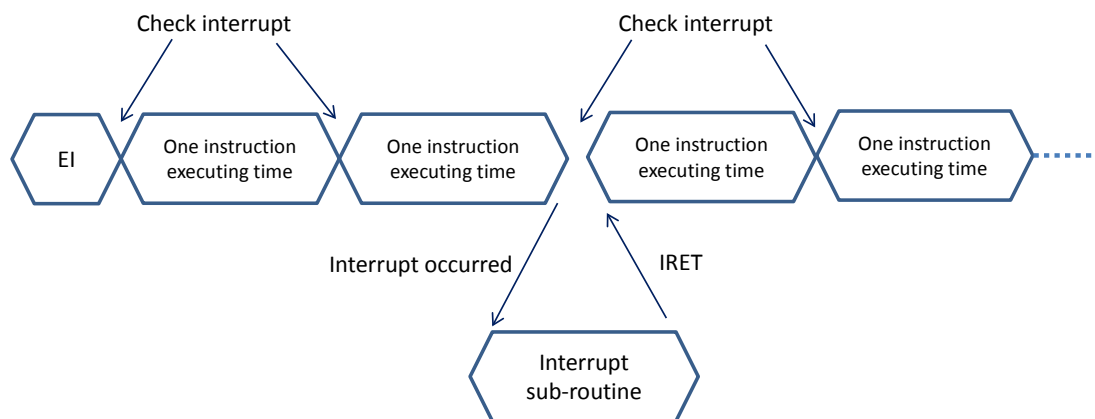 Check interrupt
Check interrupt
EI
One instruction
executing time
One instruction
executing time
One instruction
executing time
One instruction
executing time
Interrupt occurred
IRET
Interrupt
sub-routine